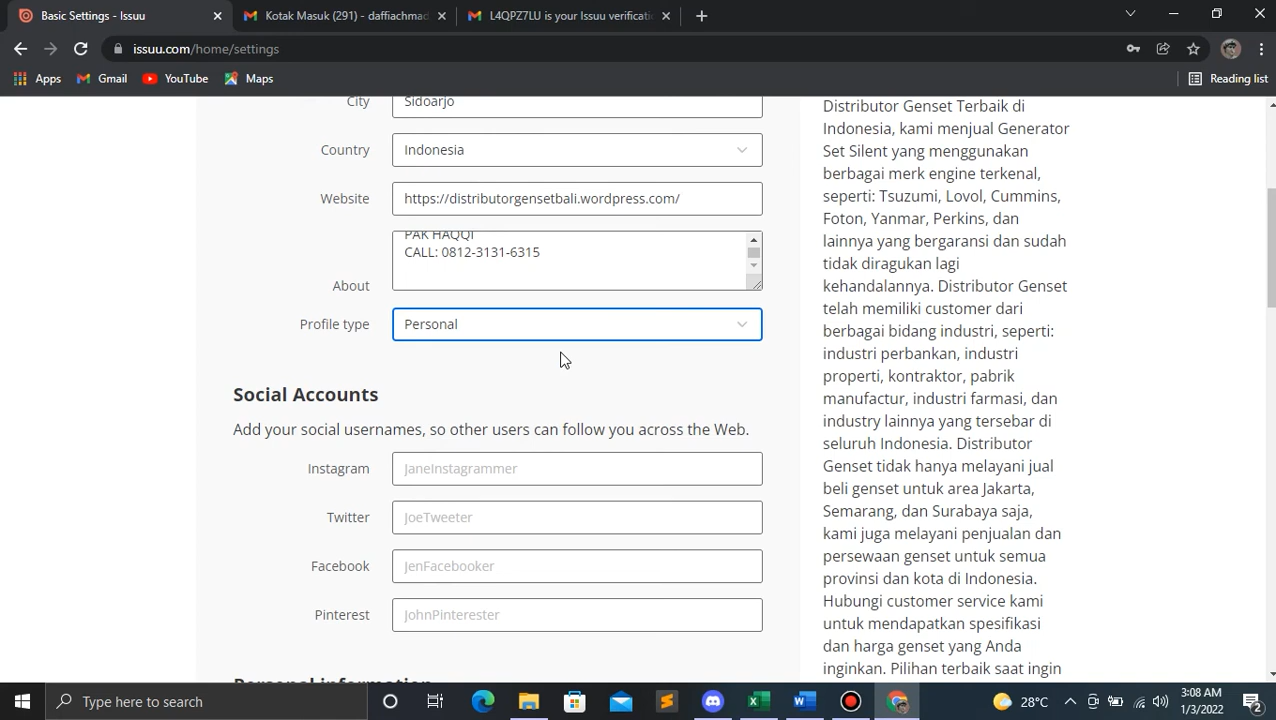 Basic Settings - Issuu
Kotak Masuk (291) - daffiachmad
L4QPZ7LU is your Issuu verificati
issuu.com/home/settings
Apps
Gmail
YouTube
Maps
Reading list
City
Sidoarjo
Country
Indonesia
Website
https://distributorgensetbali.wordpress.com/
About
PAK HAQQI
CALL: 0812-3131-6315
Profile type
Personal
Social Accounts
Add your social usernames, so other users can follow you across the Web.
Instagram
JaneInstagrammer
Twitter
JoeTweeter
Facebook
JenFacebooker
Pinterest
JohnPinterester
Personal information
Distributor Genset Terbaik di
Indonesia, kami menjual Generator
Set Silent yang menggunakan
berbagai merk engine terkenal,
seperti: Tsuzumi, Lovol, Cummins,
Foton, Yanmar, Perkins, dan
lainnya yang bergaransi dan sudah
tidak diragukan lagi
kehandalannya. Distributor Genset
telah memiliki customer dari
berbagai bidang industri, seperti:
industri perbankan, industri
properti, kontraktor, pabrik
manufactur, industri farmasi, dan
industry lainnya yang tersebar di
seluruh Indonesia. Distributor
Genset tidak hanya melayani jual
beli genset untuk area Jakarta,
Semarang, dan Surabaya saja,
kami juga melayani penjualan dan
persewaan genset untuk semua
provinsi dan kota di Indonesia.
Hubungi customer service kami
untuk mendapatkan spesifikasi
dan harga genset yang Anda
inginkan. Pilihan terbaik saat ingin
Type here to search
28°C
3:08 AM
1/3/2022
2